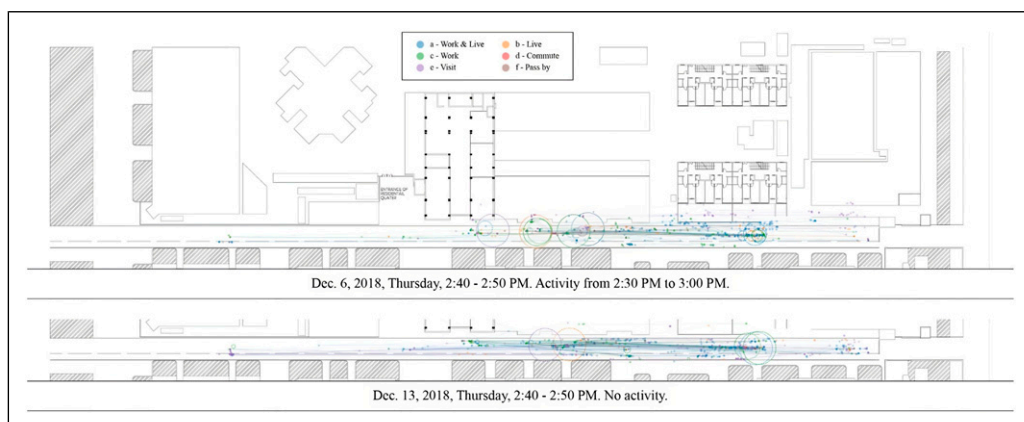 a - Work & Live
b - Live
c - Work
d - Commute
e - Visit
f - Pass by
ENTRANCE OF
RESIDENTIAL
QUARTER
Dec. 6, 2018, Thursday, 2:40 - 2:50 PM. Activity from 2:30 PM to 3:00 PM.
Dec. 13, 2018, Thursday, 2:40 - 2:50 PM. No activity.